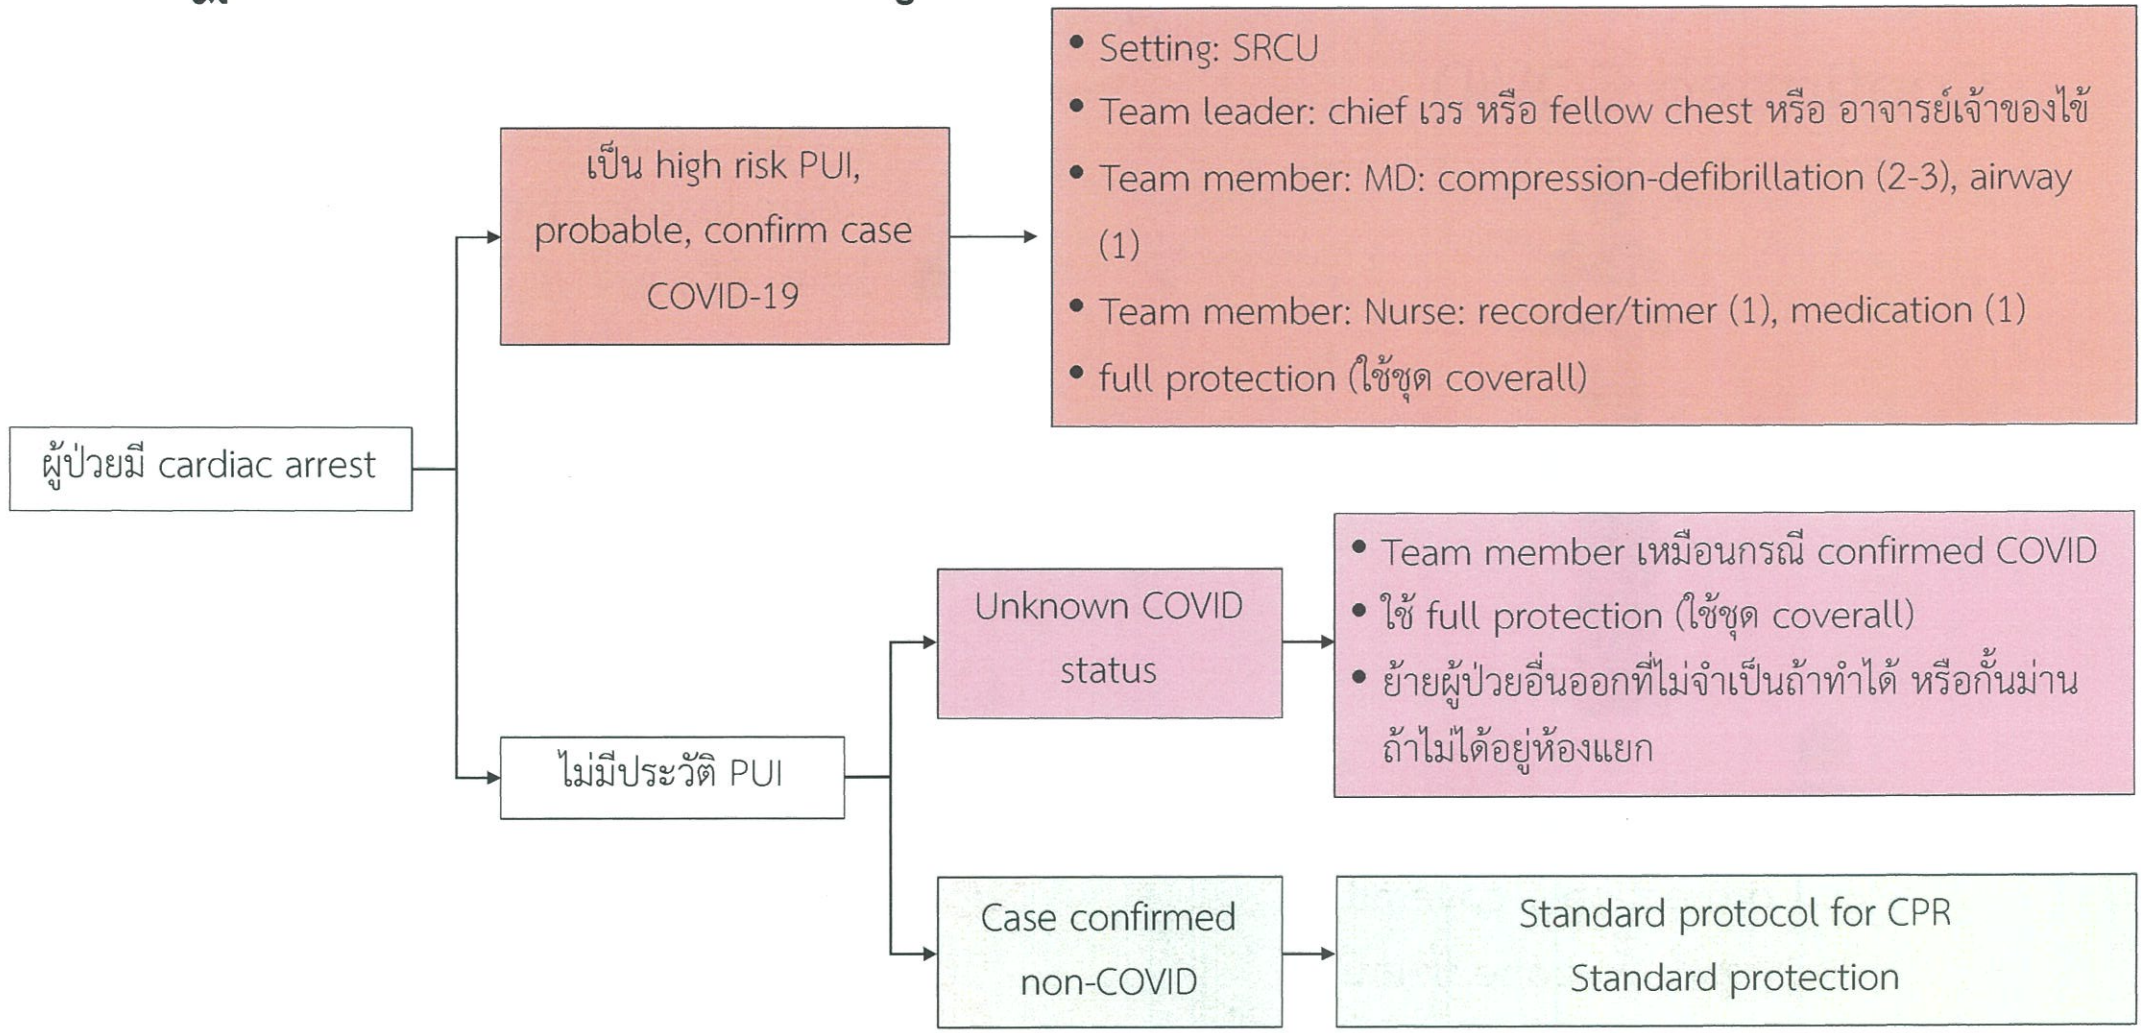 • Setting: SRCU
• Team leader: chief เวร หรือ fellow chest หรือ อาจารย์เจ้าของไข้
• Team member: MD: compression-defibrillation (2-3), airway
(1)
• Team member: Nurse: recorder/timer (1), medication (1)
• full protection (ใช้ชุด coverall)
เป็น high risk PUI,
probable, confirm case
COVID-19
ผู้ป่วยมี cardiac arrest
Unknown COVID
status
• Team member เหมือนกรณี confirmed COVID
• ใช้ full protection (ใช้ชุด coverall)
• ย้ายผู้ป่วยอื่นออกที่ไม่จำเป็นถ้าทำได้ หรือกั้นม่าน
ถ้าไม่ได้อยู่ห้องแยก
ไม่มีประวัติ PUI
Case confirmed
non-COVID
Standard protocol for CPR
Standard protection